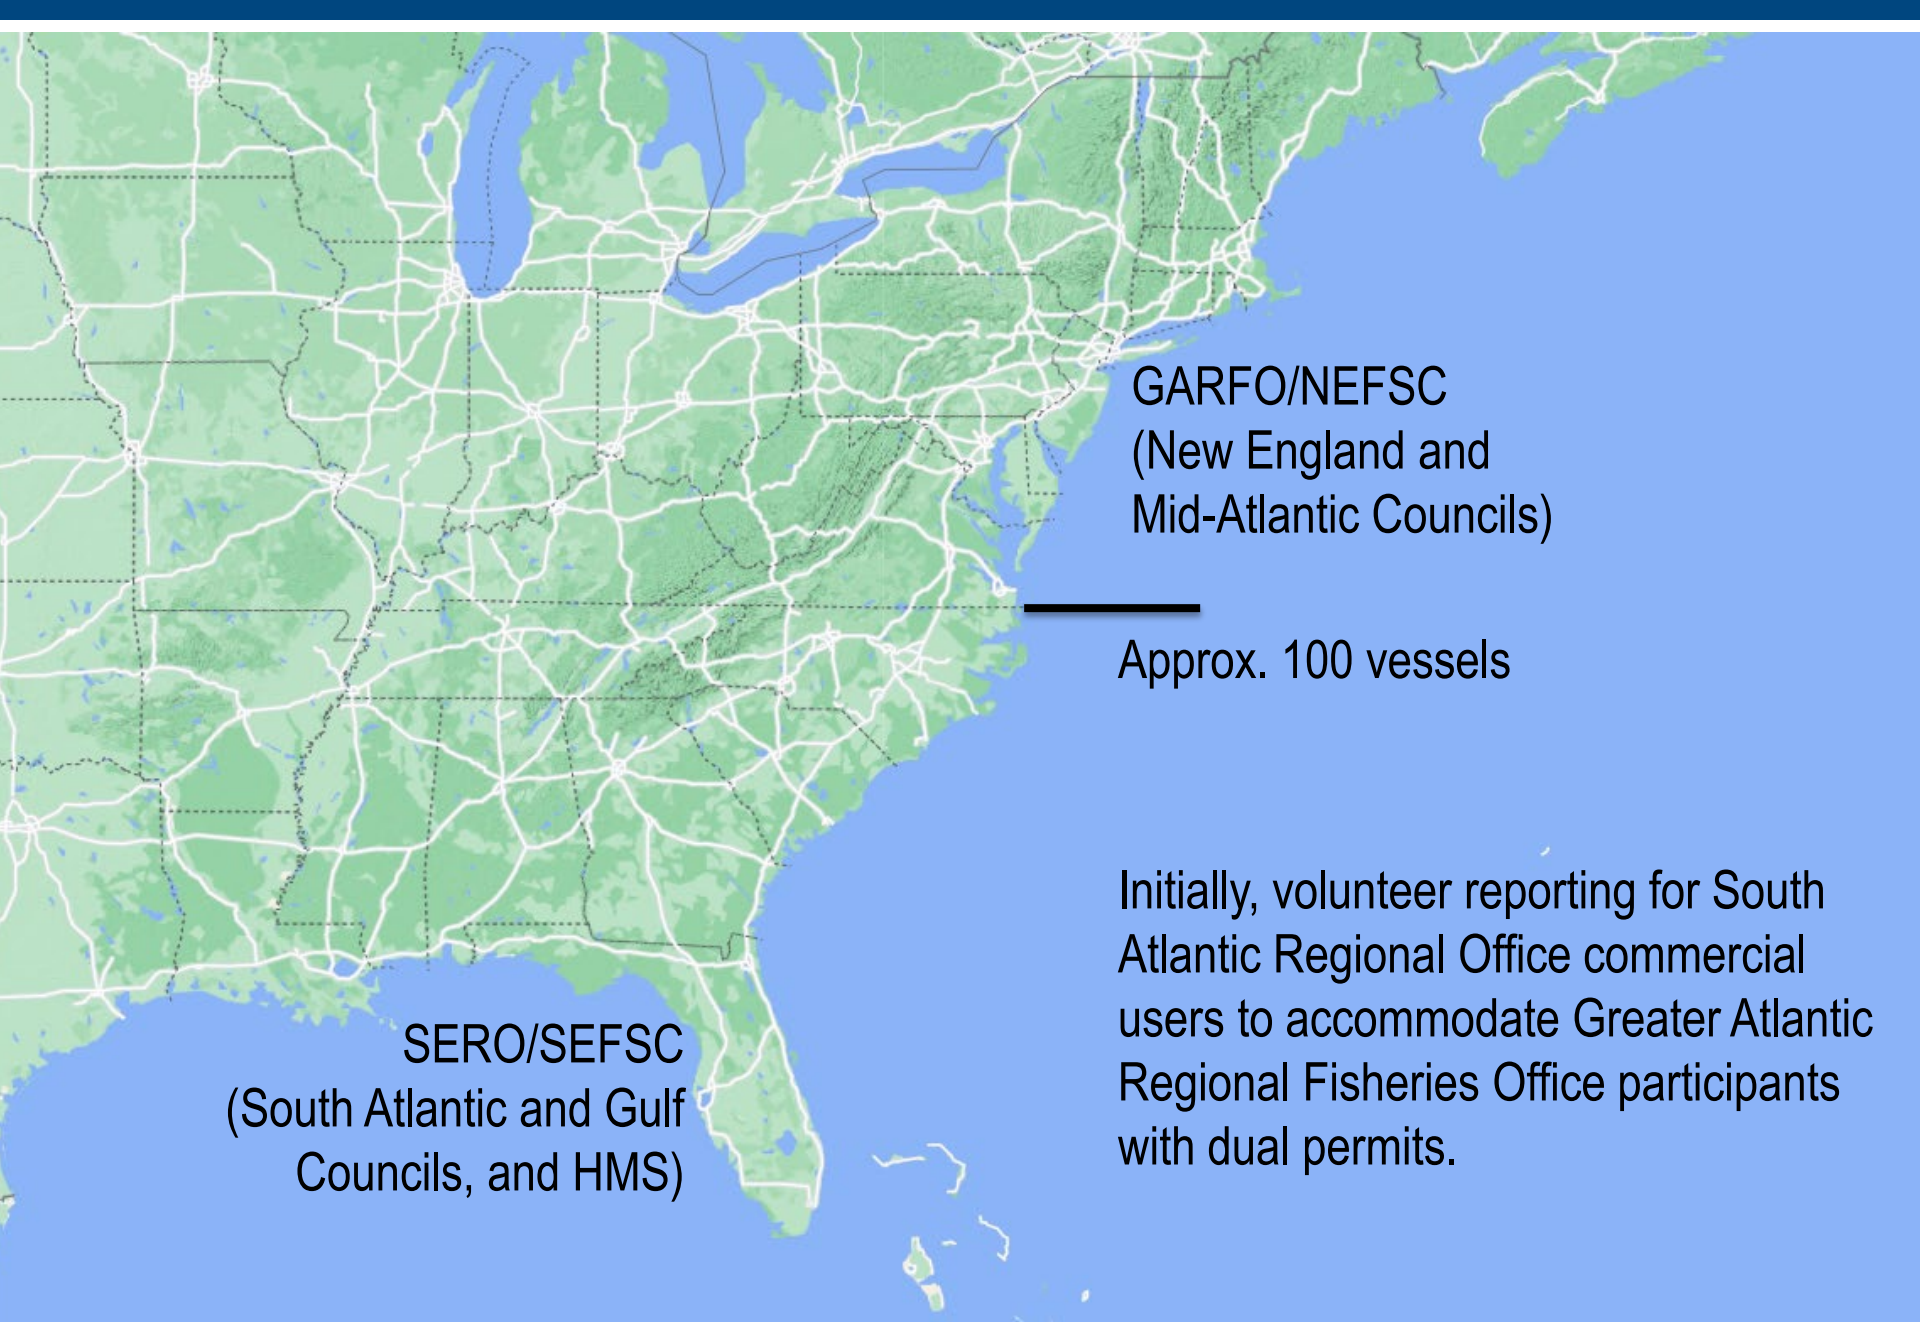 GARFO/NEFSC
(New England and
Mid-Atlantic Councils)
Approx. 100 vessels
Initially, volunteer reporting for South
Atlantic Regional Office commercial
users to accommodate Greater Atlantic
Regional Fisheries Office participants
with dual permits.
SERO/SEFSC
(South Atlantic and Gulf
Councils, and HMS)